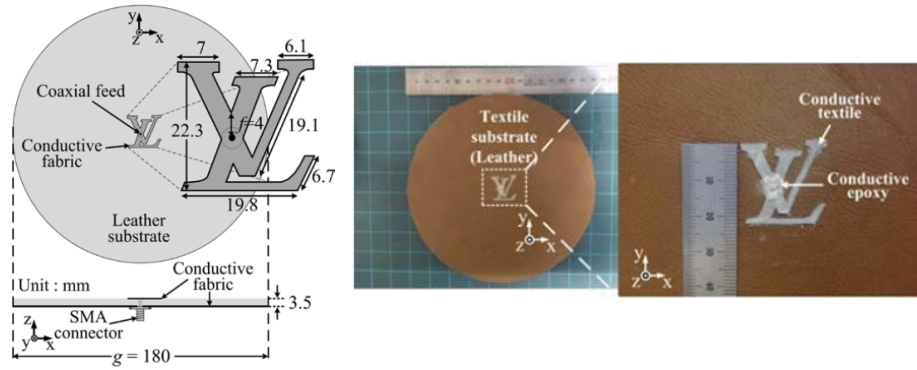 y
z
x
7
6.1
7.3
Coaxial feed
f=4
22.3
19.1
Conductive
fabric
6.7
19.8
Leather
substrate
Conductive
fabric
Unit : mm
3.5
SMA
connector
z
y
x
g = 180
Textile
substrate
(Leather)
LV
y
z
x
Conductive
textile
Conductive
epoxy
y
z
x